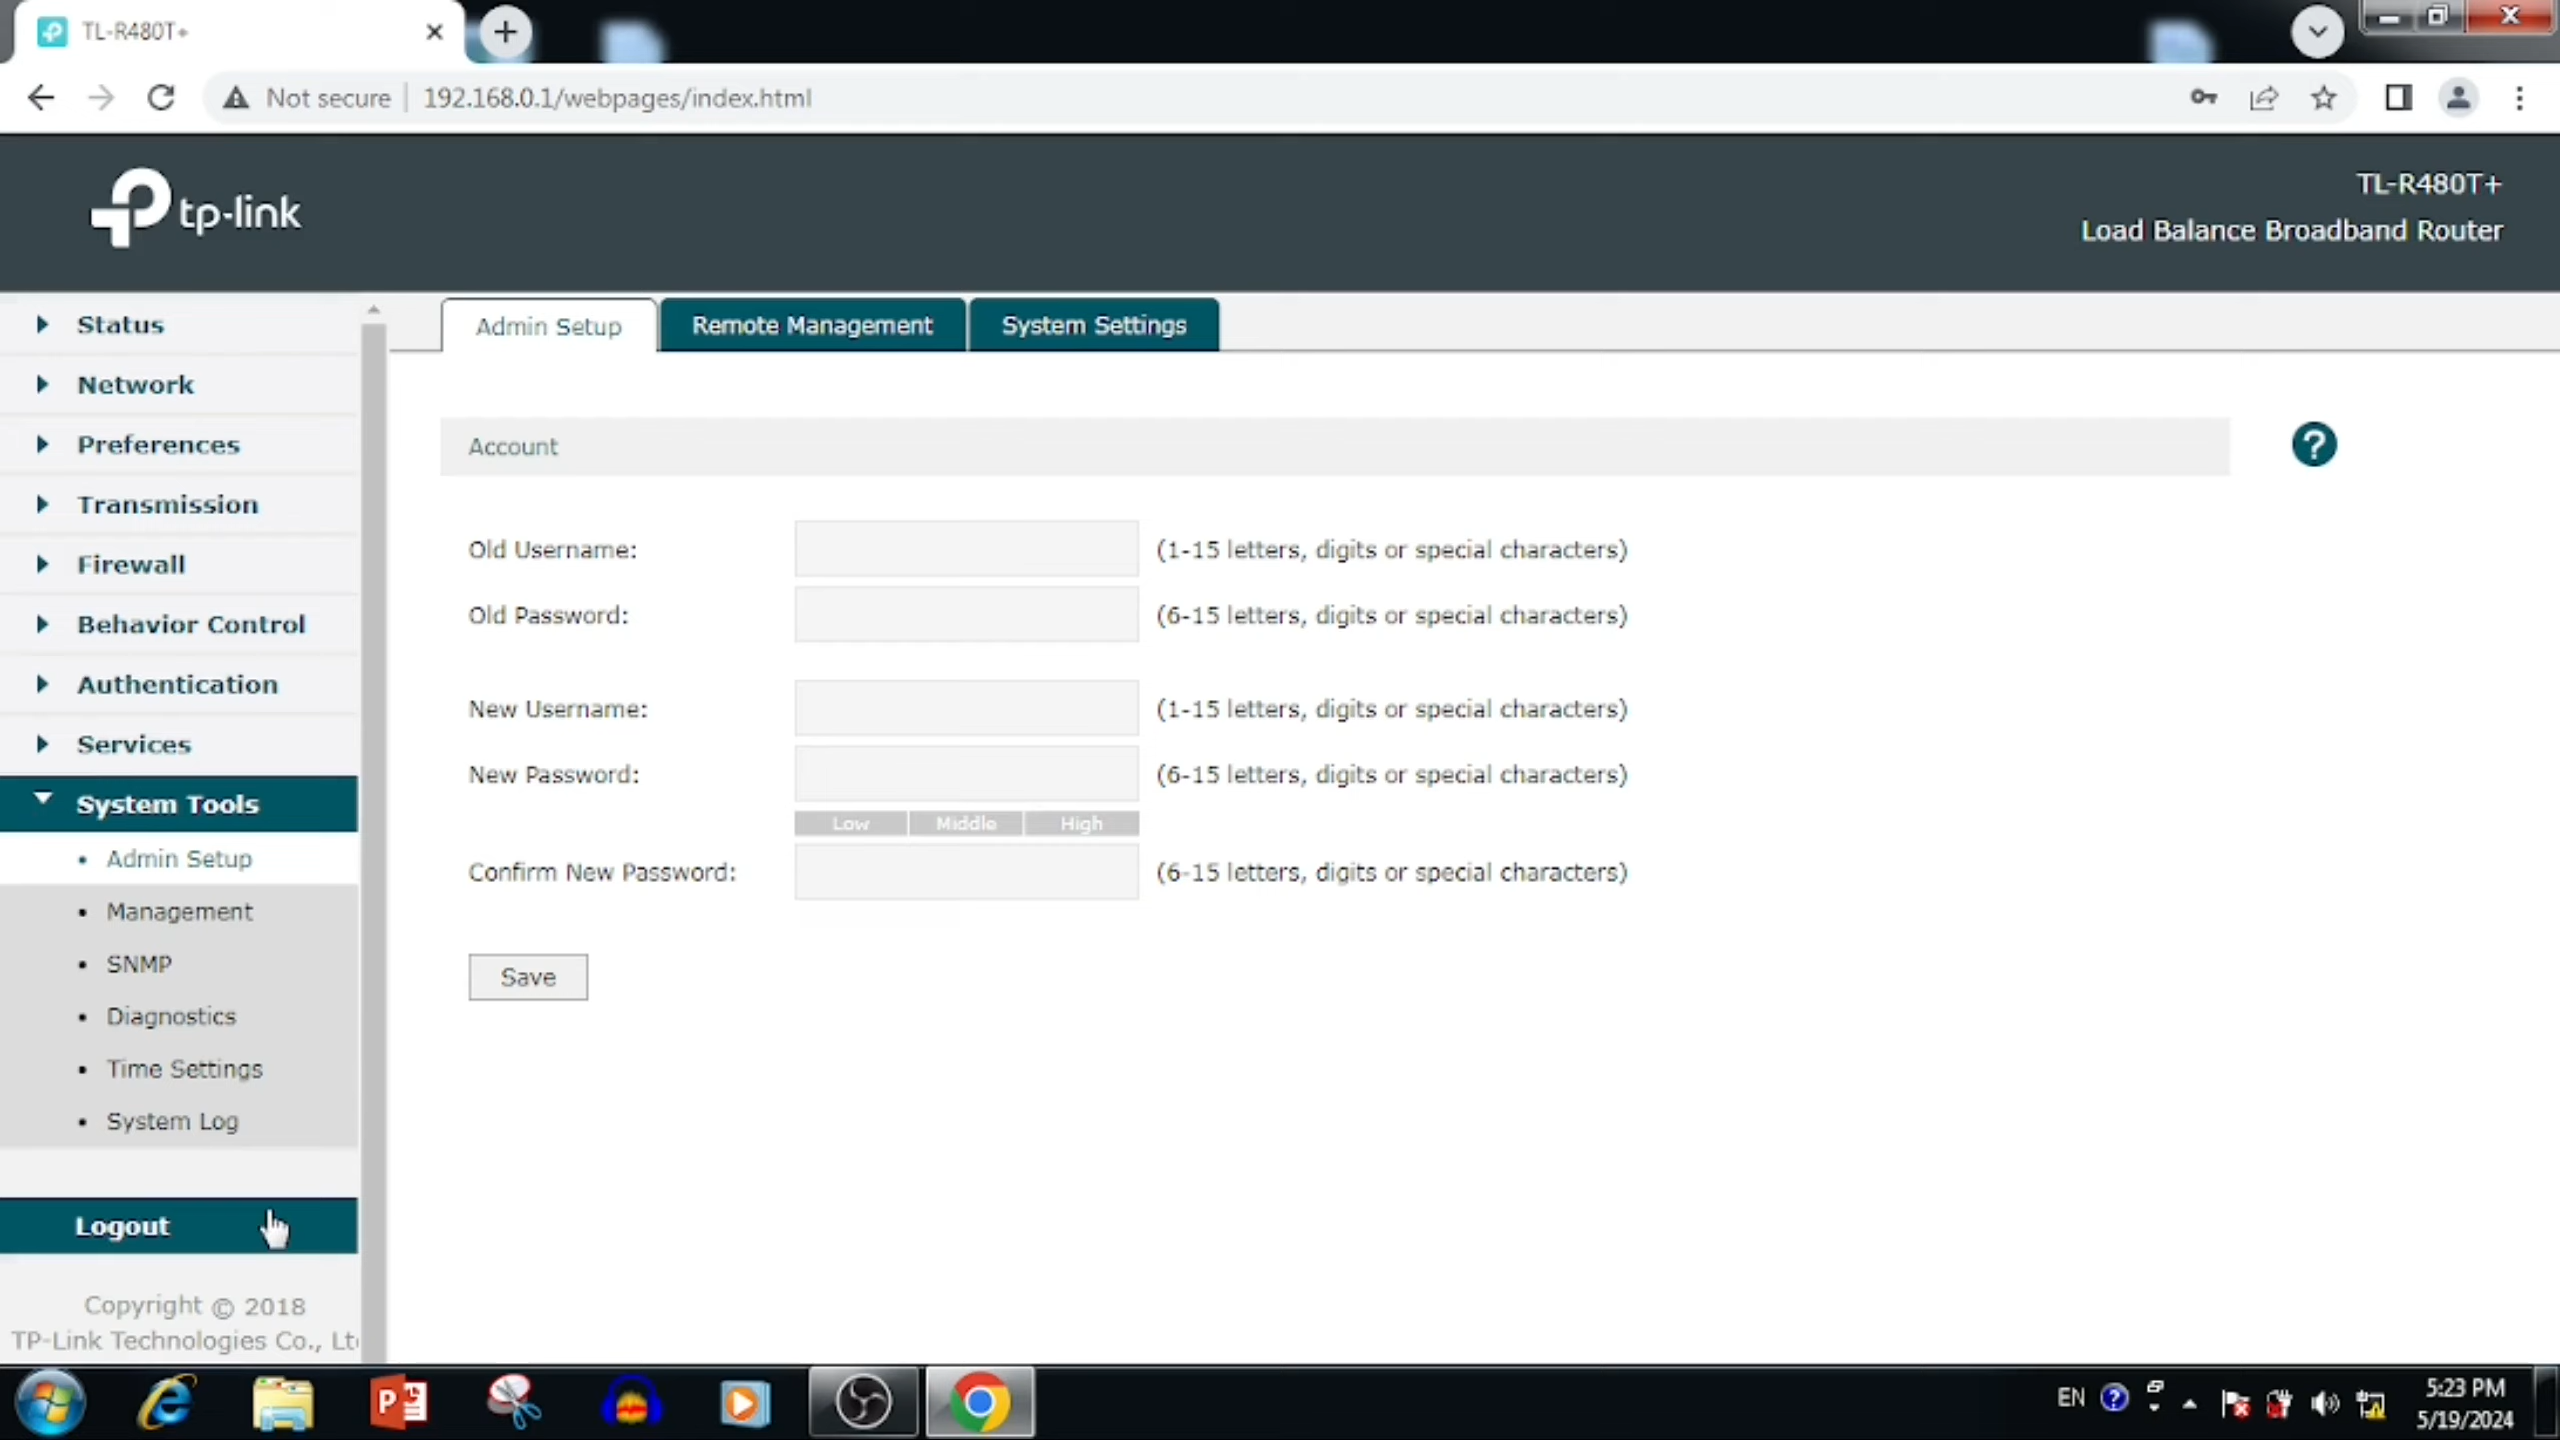 TL-R480T+
Not secure
192.168.0.1/webpages/index.html
tp-link
TL-R480T+
Load Balance Broadband Router
Status
Network
Preferences
Transmission
Firewall
Behavior Control
Authentication
Services
System Tools
Admin Setup
Management
SNMP
Diagnostics
Time Settings
System Log
Logout
Copyright © 2018
TP-Link Technologies Co., Lt
Admin Setup
Remote Management
System Settings
Account
?
Old Username:
(1-15 letters, digits or special characters)
Old Password:
(6-15 letters, digits or special characters)
New Username:
(1-15 letters, digits or special characters)
New Password:
(6-15 letters, digits or special characters)
Low Middle High
Confirm New Password:
(6-15 letters, digits or special characters)
Save
EN
5:23 PM
5/19/2024